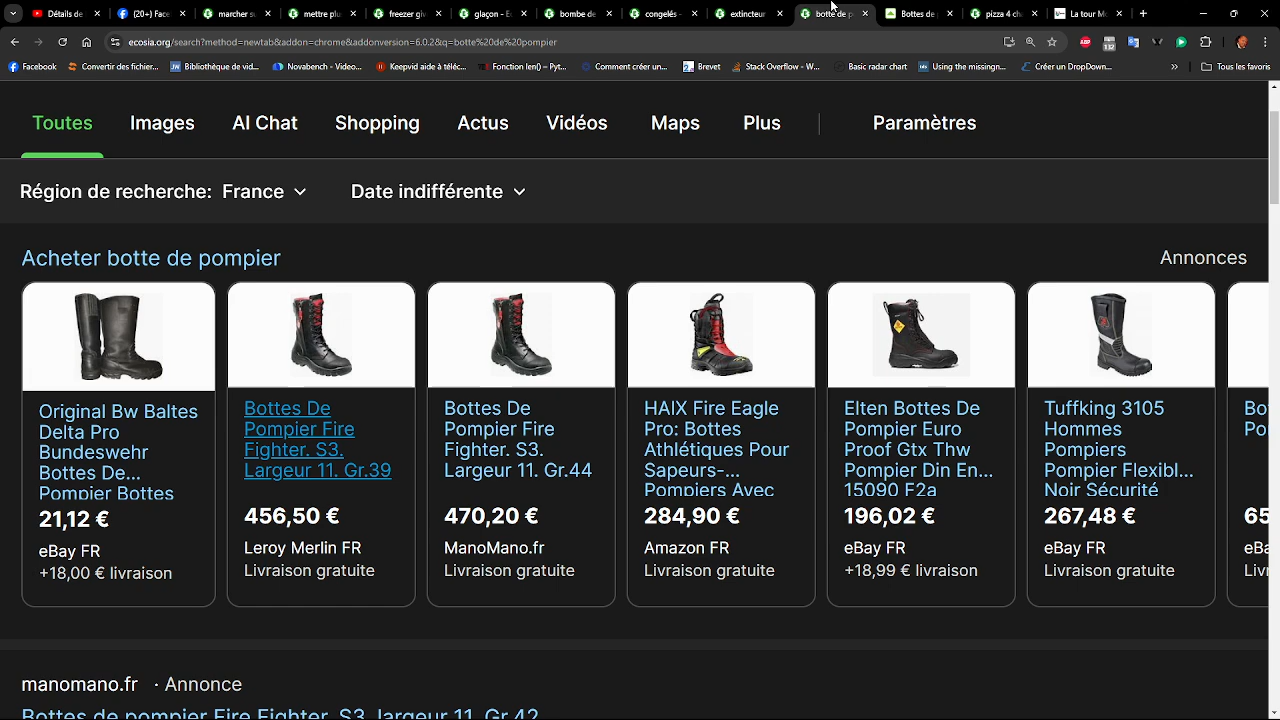 Détails de
(20+) Face
marcher su
mettre plu
freezer giv
glaçon - E
bombe de
congelés -
extincteur
botte de p
Bottes de
pizza 4 ch
La tour M
ecosia.org/search?method=newtab&addon=chrome&addonversion=6.0.2&q=botte%20de%20pompier
Facebook
Convertir des fichier...
Bibliothèque de vid...
Novabench - Video...
Keepvid aide à téléc...
Fonction len() – Pyt...
Comment créer un...
Brevet
Stack Overflow - W...
Basic radar chart
Using the missingn...
Créer un DropDown...
»
Tous les favoris
Toutes
Images
AI Chat
Shopping
Actus
Vidéos
Maps
Plus
Paramètres
Région de recherche: France
Date indifférente
Acheter botte de pompier
Annonces
Original Bw Baltes
Delta Pro
Bundeswehr
Bottes De...
Pompier Bottes
21,12 €
eBay FR
+18,00 € livraison
Bottes De
Pompier Fire
Fighter. S3.
Largeur 11. Gr.39
456,50 €
Leroy Merlin FR
Livraison gratuite
Bottes De
Pompier Fire
Fighter. S3.
Largeur 11. Gr.44
470,20 €
ManoMano.fr
Livraison gratuite
HAIX Fire Eagle
Pro: Bottes
Athlétiques Pour
Sapeurs-...
Pompiers Avec
284,90 €
Amazon FR
Livraison gratuite
Elten Bottes De
Pompier Euro
Proof Gtx Thw
Pompier Din En...
15090 F2a
196,02 €
eBay FR
+18,99 € livraison
Tuffking 3105
Hommes
Pompiers
Pompier Flexibl...
Noir Sécurité
267,48 €
eBay FR
Livraison gratuite
Bo
Po
65
eBa
Livr
manomano.fr · Annonce
Bottes de pompier Fire Fighter. S3. largeur 11. Gr.42